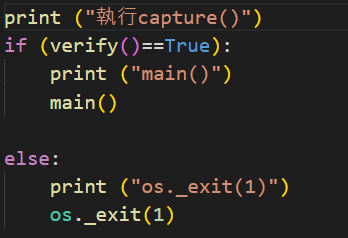 print ("執行capture()")
if (verify()==True):
    print ("main()")
    main()

else:
    print ("os._exit(1)")
    os._exit(1)